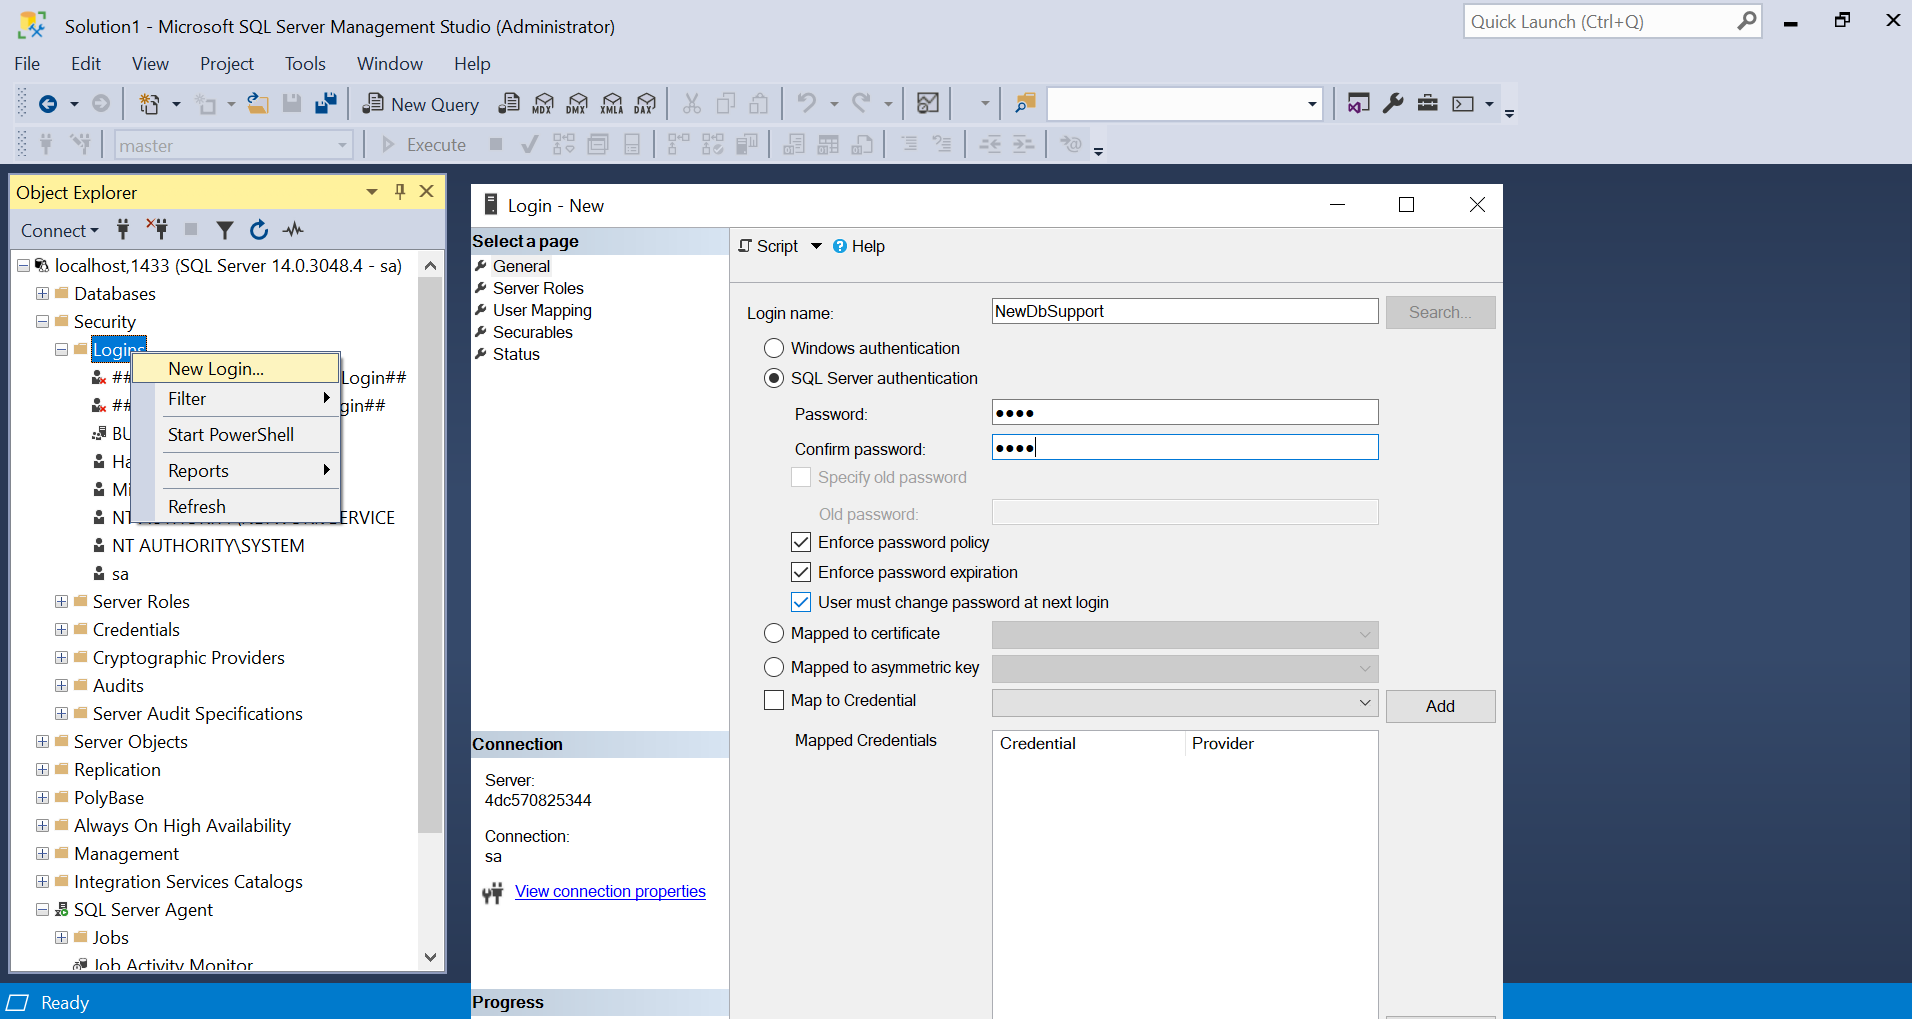 Solution1 - Microsoft SQL Server Management Studio (Administrator)
Quick Launch (Ctrl+Q)
File Edit View Project Tools Window Help
New Query MDX DMX XMLA DAX
master Execute
Object Explorer
Connect
localhost,1433 (SQL Server 14.0.3048.4 - sa)
Databases
Security
Logins
New Login...
Filter
Start PowerShell
Reports
Refresh
## Login##
## gin##
BU
Ha
Mi
NT AUTHORITY\NETWORK SERVICE
NT AUTHORITY\SYSTEM
sa
Server Roles
Credentials
Cryptographic Providers
Audits
Server Audit Specifications
Server Objects
Replication
PolyBase
Always On High Availability
Management
Integration Services Catalogs
SQL Server Agent
Jobs
Job Activity Monitor
Ready
Login - New
Select a page
General
Server Roles
User Mapping
Securables
Status
Connection
Server:
4dc570825344
Connection:
sa
View connection properties
Progress
Script Help
Login name: NewDbSupport Search...
Windows authentication
SQL Server authentication
Password: ●●●●
Confirm password: ●●●●
Specify old password
Old password:
Enforce password policy
Enforce password expiration
User must change password at next login
Mapped to certificate
Mapped to asymmetric key
Map to Credential Add
Mapped Credentials Credential Provider